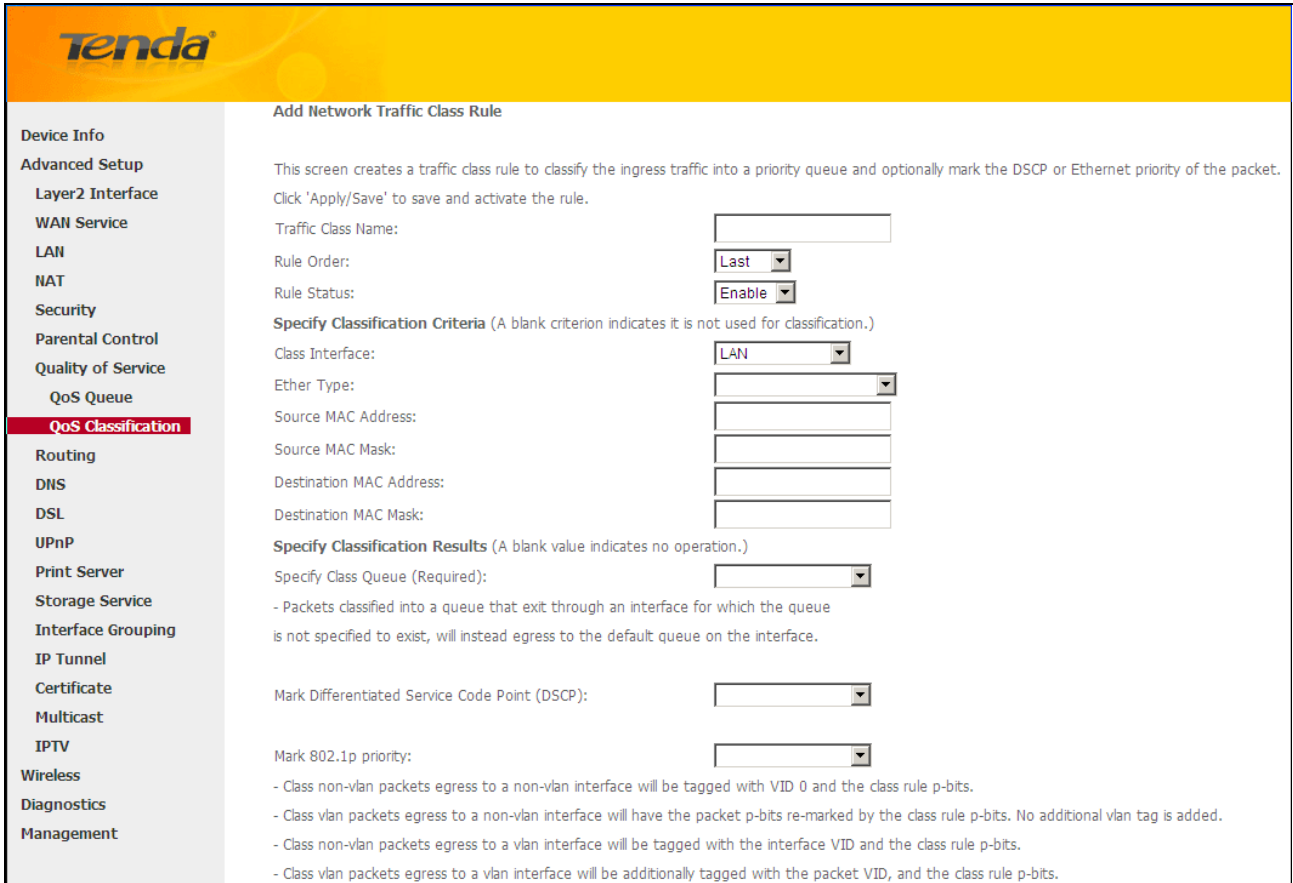 Tenda®
Device Info
Advanced Setup
Layer2 Interface
WAN Service
LAN
NAT
Security
Parental Control
Quality of Service
QoS Queue
QoS Classification
Routing
DNS
DSL
UPnP
Print Server
Storage Service
Interface Grouping
IP Tunnel
Certificate
Multicast
IPTV
Wireless
Diagnostics
Management
Add Network Traffic Class Rule
This screen creates a traffic class rule to classify the ingress traffic into a priority queue and optionally mark the DSCP or Ethernet priority of the packet.
Click 'Apply/Save' to save and activate the rule.
Traffic Class Name:
Rule Order: Last
Rule Status: Enable
Specify Classification Criteria (A blank criterion indicates it is not used for classification.)
Class Interface: LAN
Ether Type:
Source MAC Address:
Source MAC Mask:
Destination MAC Address:
Destination MAC Mask:
Specify Classification Results (A blank value indicates no operation.)
Specify Class Queue (Required):
- Packets classified into a queue that exit through an interface for which the queue
is not specified to exist, will instead egress to the default queue on the interface.
Mark Differentiated Service Code Point (DSCP):
Mark 802.1p priority:
- Class non-vlan packets egress to a non-vlan interface will be tagged with VID 0 and the class rule p-bits.
- Class vlan packets egress to a non-vlan interface will have the packet p-bits re-marked by the class rule p-bits. No additional vlan tag is added.
- Class non-vlan packets egress to a vlan interface will be tagged with the interface VID and the class rule p-bits.
- Class vlan packets egress to a vlan interface will be additionally tagged with the packet VID, and the class rule p-bits.